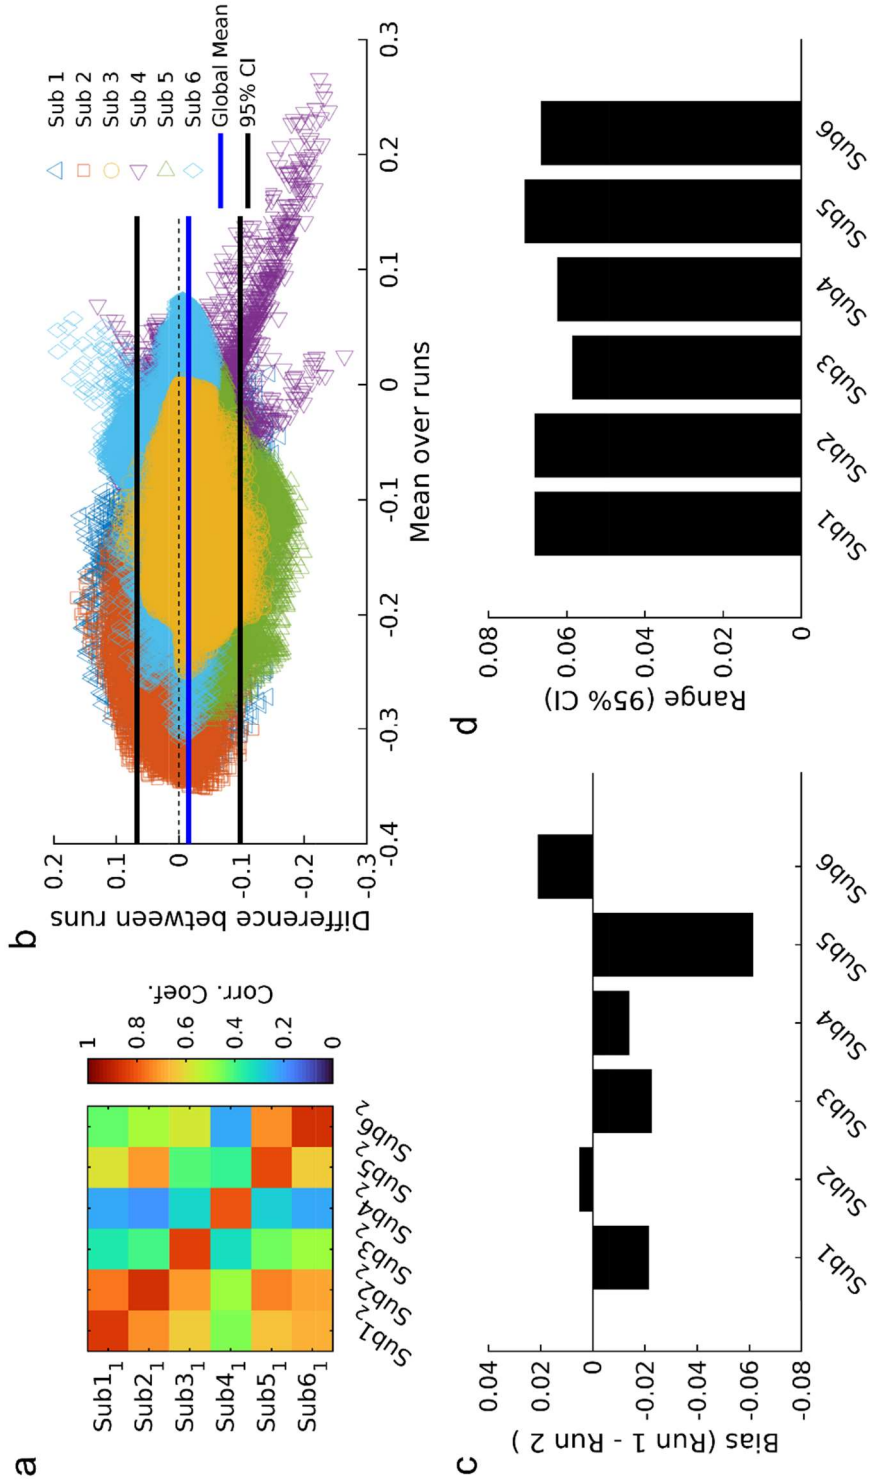 a
Sub1₁
Sub2₁
Sub3₁
Sub4₁
Sub5₁
Sub6₁
Sub1₂
Sub2₂
Sub3₂
Sub4₂
Sub5₂
Sub6₂
1
0.8
0.6
0.4
0.2
0
Corr. Coef.
b
Difference between runs
0.2
0.1
0
-0.1
-0.2
-0.3
-0.4
-0.3
-0.2
-0.1
0
0.1
0.2
0.3
Mean over runs
Sub 1
Sub 2
Sub 3
Sub 4
Sub 5
Sub 6
Global Mean
95% CI
c
Bias (Run 1 - Run 2 )
0.04
0.02
0
-0.02
-0.04
-0.06
-0.08
Sub1
Sub2
Sub3
Sub4
Sub5
Sub6
d
Range (95% CI)
0.08
0.06
0.04
0.02
0
Sub1
Sub2
Sub3
Sub4
Sub5
Sub6